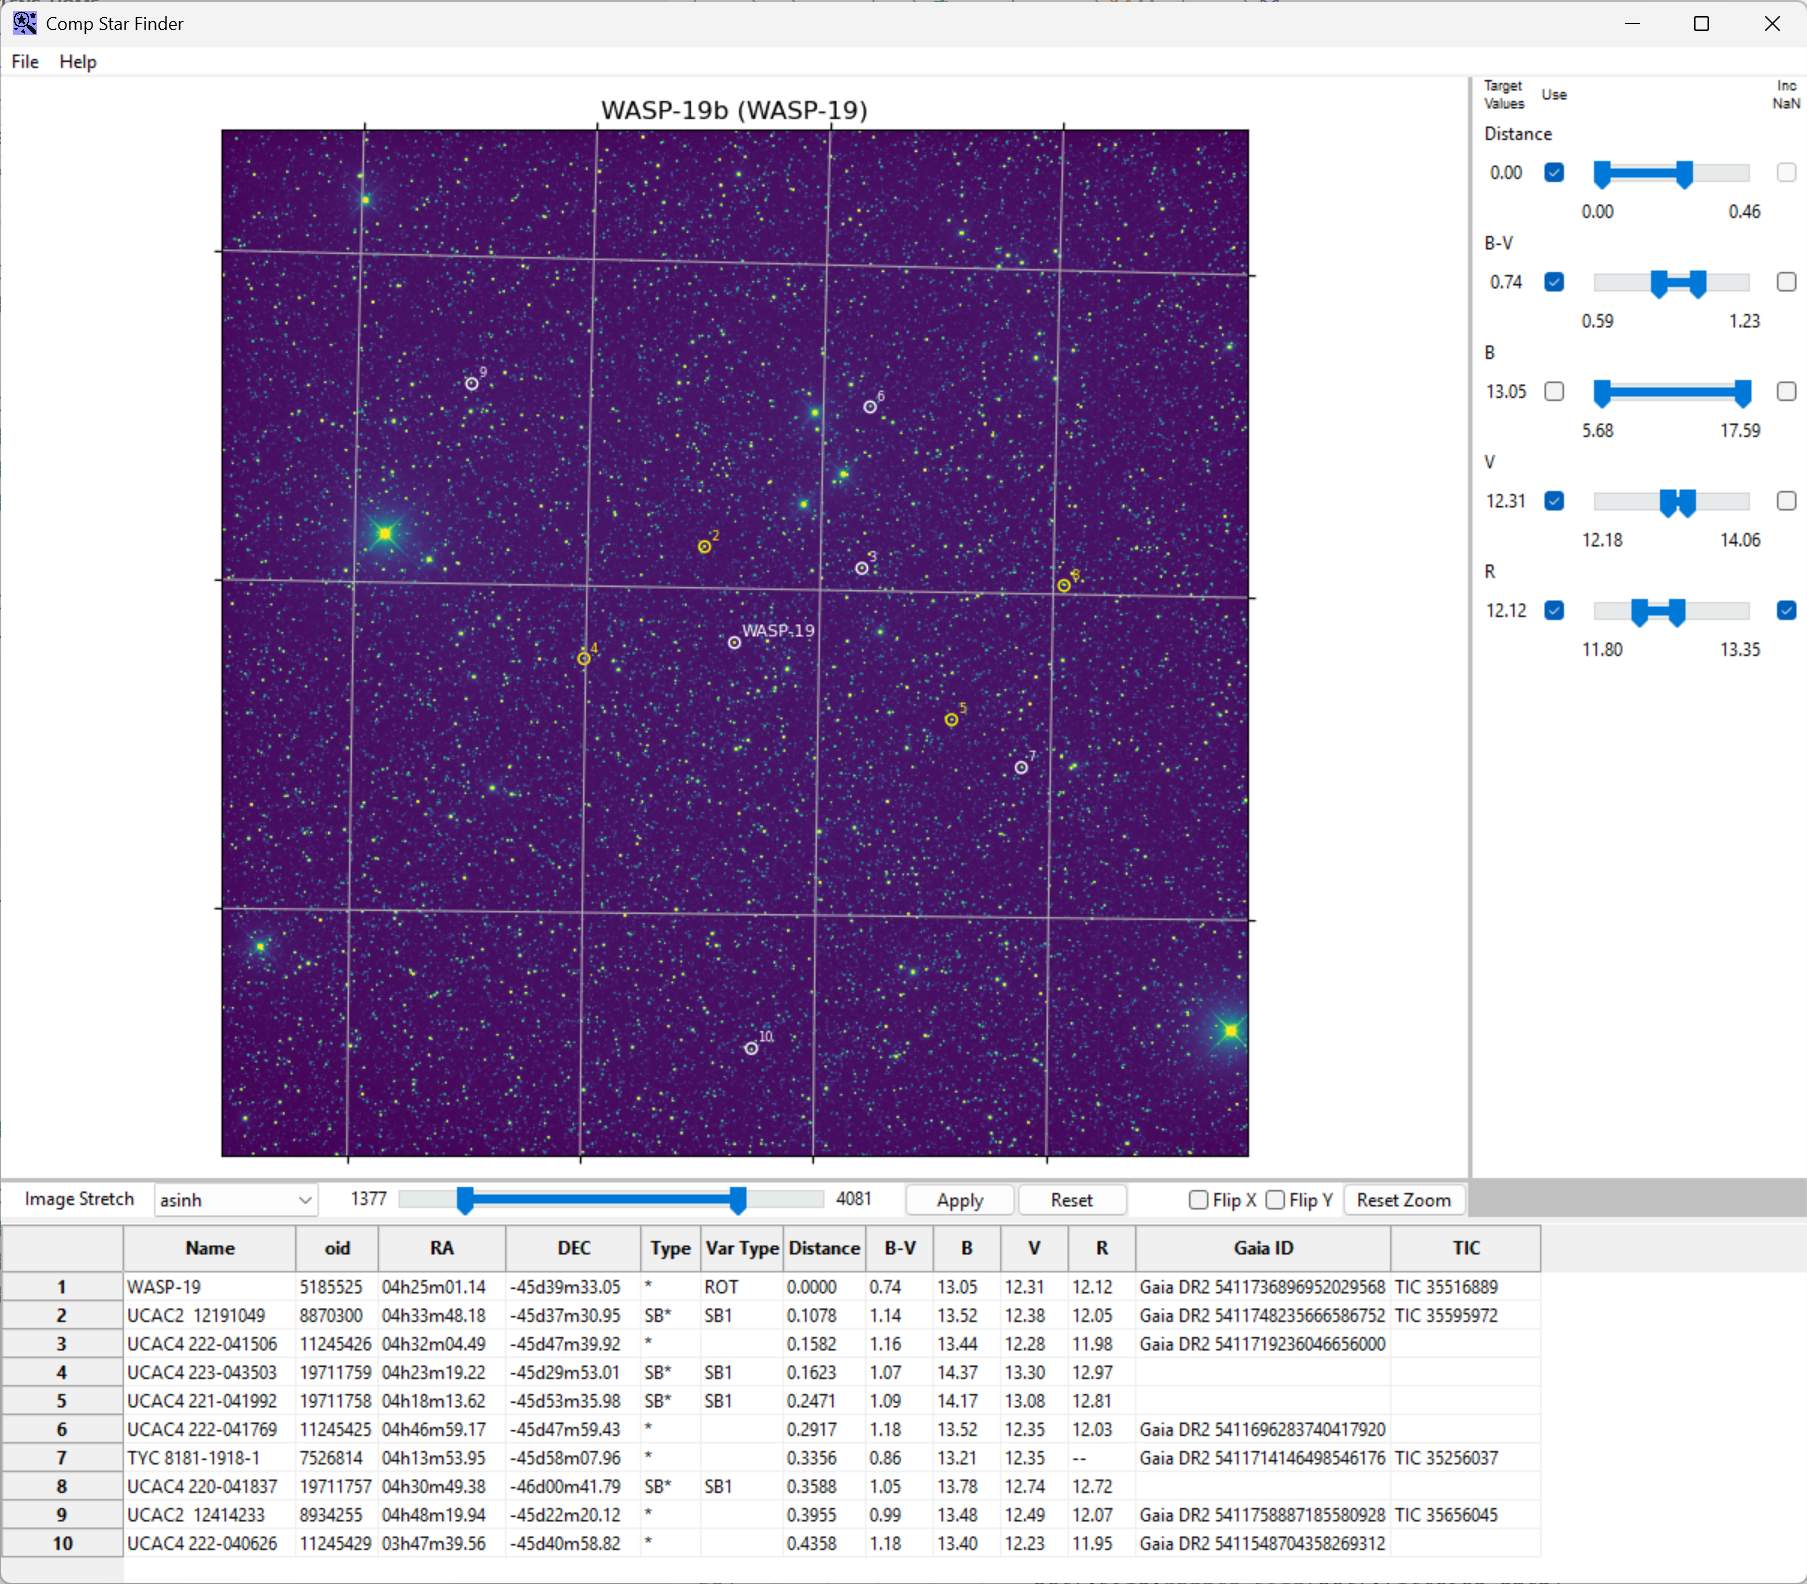 Comp Star Finder
File Help
WASP-19b (WASP-19)
9
6
2
3
8
WASP-19
4
5
7
10
Target Values Use Inc NaN
Distance
0.00
0.00 0.46
B-V
0.74
0.59 1.23
B
13.05
5.68 17.59
V
12.31
12.18 14.06
R
12.12
11.80 13.35
Image Stretch asinh 1377 4081 Apply Reset Flip X Flip Y Reset Zoom
Name oid RA DEC Type Var Type Distance B-V B V R Gaia ID TIC
1 WASP-19 5185525 04h25m01.14 -45d39m33.05 * ROT 0.0000 0.74 13.05 12.31 12.12 Gaia DR2 5411736896952029568 TIC 35516889
2 UCAC2 12191049 8870300 04h33m48.18 -45d37m30.95 SB* SB1 0.1078 1.14 13.52 12.38 12.05 Gaia DR2 5411748235666586752 TIC 35595972
3 UCAC4 222-041506 11245426 04h32m04.49 -45d47m39.92 * 0.1582 1.16 13.44 12.28 11.98 Gaia DR2 5411719236046656000
4 UCAC4 223-043503 19711759 04h23m19.22 -45d29m53.01 SB* SB1 0.1623 1.07 14.37 13.30 12.97
5 UCAC4 221-041992 19711758 04h18m13.62 -45d53m35.98 SB* SB1 0.2471 1.09 14.17 13.08 12.81
6 UCAC4 222-041769 11245425 04h46m59.17 -45d47m59.43 * 0.2917 1.18 13.52 12.35 12.03 Gaia DR2 5411696283740417920
7 TYC 8181-1918-1 7526814 04h13m53.95 -45d58m07.96 * 0.3356 0.86 13.21 12.35 -- Gaia DR2 5411714146498546176 TIC 35256037
8 UCAC4 220-041837 19711757 04h30m49.38 -46d00m41.79 SB* SB1 0.3588 1.05 13.78 12.74 12.72
9 UCAC2 12414233 8934255 04h48m19.94 -45d22m20.12 * 0.3955 0.99 13.48 12.49 12.07 Gaia DR2 5411758887185580928 TIC 35656045
10 UCAC4 222-040626 11245429 03h47m39.56 -45d40m58.82 * 0.4358 1.18 13.40 12.23 11.95 Gaia DR2 5411548704358269312